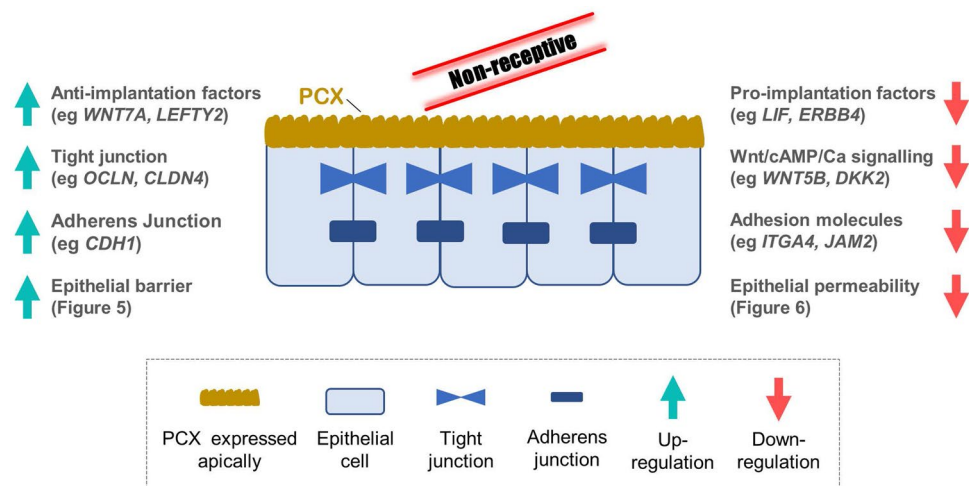 Non-receptive
PCX
Anti-implantation factors
(eg WNT7A, LEFTY2)
Tight junction
(eg OCLN, CLDN4)
Adherens Junction
(eg CDH1)
Epithelial barrier
(Figure 5)
Pro-implantation factors
(eg LIF, ERBB4)
Wnt/cAMP/Ca signalling
(eg WNT5B, DKK2)
Adhesion molecules
(eg ITGA4, JAM2)
Epithelial permeability
(Figure 6)
PCX expressed
apically
Epithelial
cell
Tight
junction
Adherens
junction
Up-
regulation
Down-
regulation